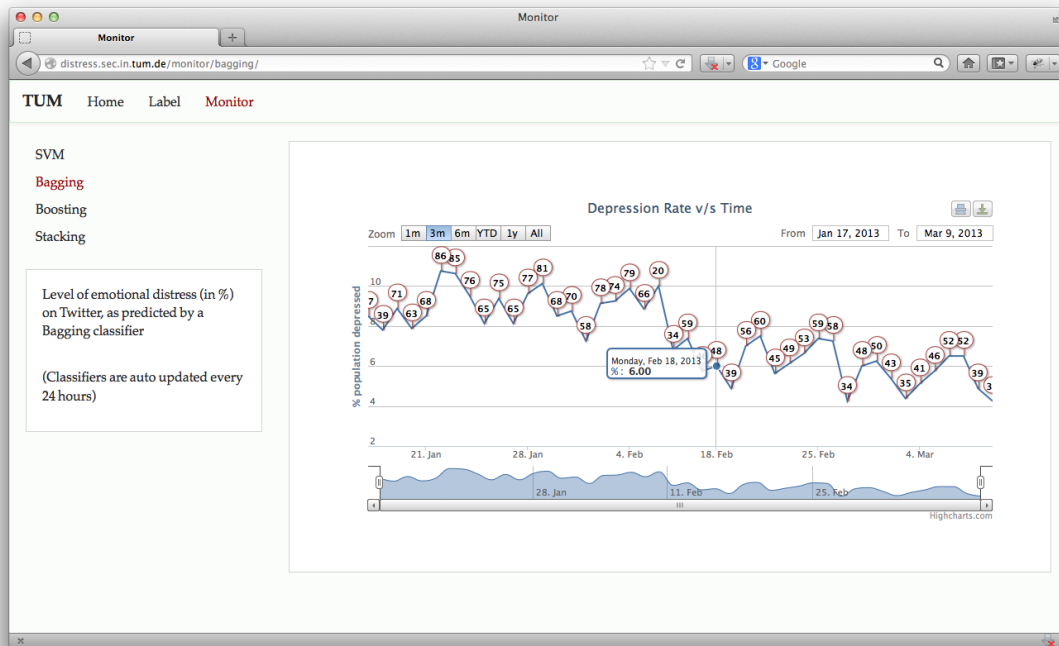 Monitor
Monitor
distress.sec.in.tum.de/monitor/bagging/
Google
TUM Home Label Monitor
SVM
Bagging
Boosting
Stacking
Level of emotional distress (in %)
on Twitter, as predicted by a
Bagging classifier
(Classifiers are auto updated every
24 hours)
Depression Rate v/s Time
Zoom 1m 3m 6m YTD 1y All
From Jan 17, 2013 To Mar 9, 2013
% population depressed
10
8
6
4
2
7 39 71 63 68 86 85 76 65 75 65 77 81 68 70 58 78 74 79 66 20 34 59 48 39 56 60 45 49 53 59 58 34 48 50 43 35 41 46 52 52 39 3
Monday, Feb 18, 2013
% : 6.00
21. Jan 28. Jan 4. Feb 18. Feb 25. Feb 4. Mar
28. Jan 11. Feb 25. Feb
Highcharts.com